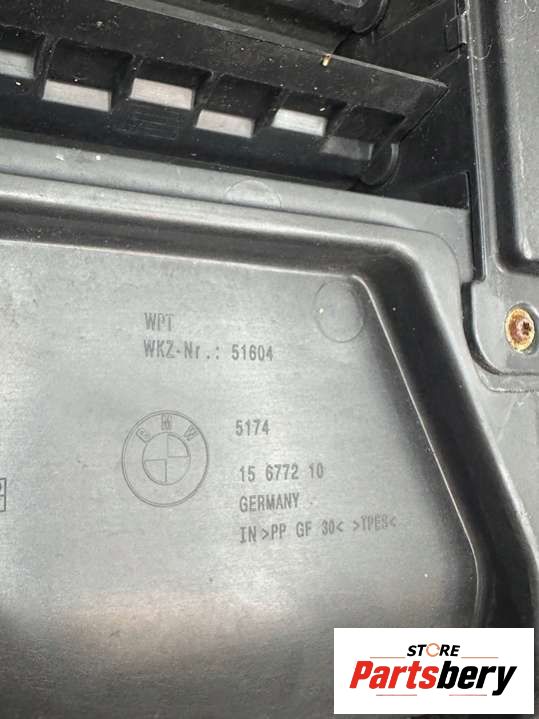 WPT
WKZ-Nr.: 51604
BMW
5174
15 6772 10
GERMANY
IN >PP GF 30< >TPES<
STORE
Partsbery